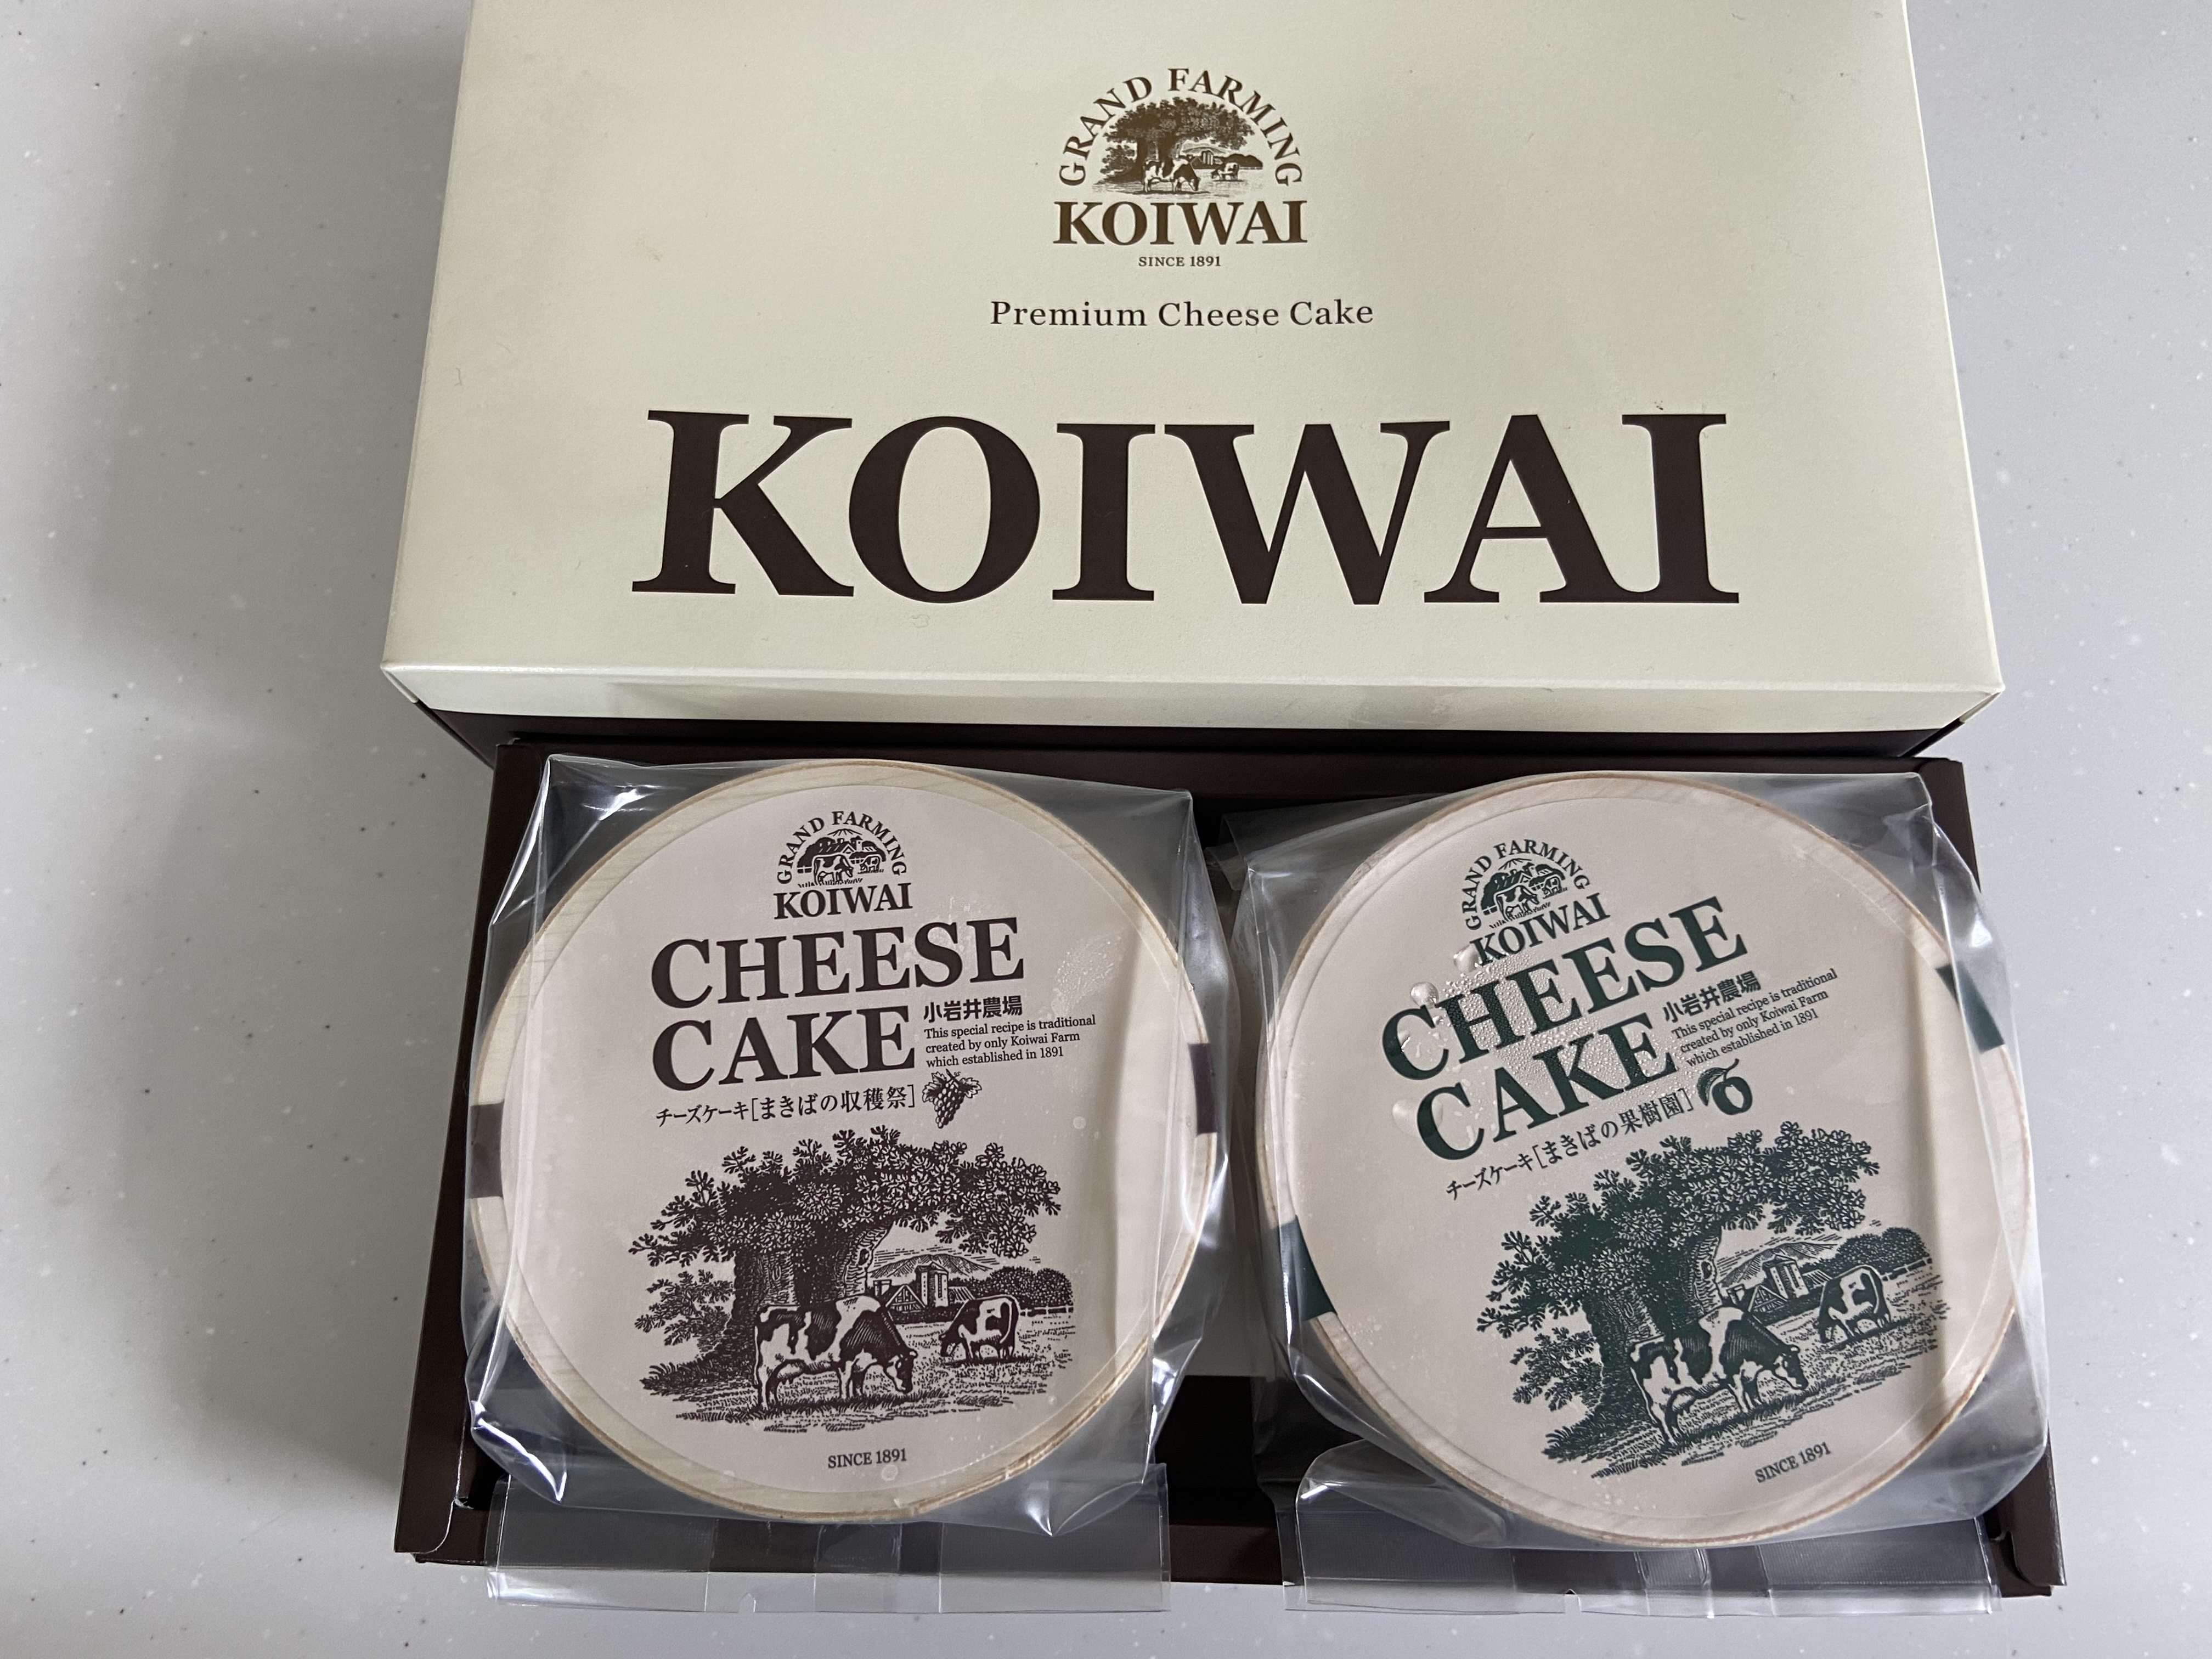 GRAND FARMING
KOIWAI
SINCE 1891
Premium Cheese Cake
KOIWAI
GRAND FARMING
KOIWAI
CHEESE
CAKE
小岩井農場
This special recipe is traditional
created by only Koiwai Farm
which established in 1891
チーズケーキ[まきばの収穫祭]
SINCE 1891
GRAND FARMING
KOIWAI
CHEESE
CAKE
小岩井農場
This special recipe is traditional
created by only Koiwai Farm
which established in 1891
チーズケーキ[まきばの果樹園]
SINCE 1891